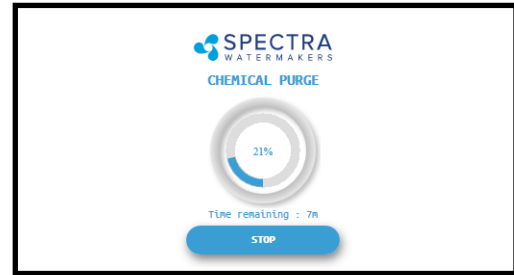 SPECTRA
WATERMAKERS
CHEMICAL PURGE
21%
Time remaining : 7m
STOP